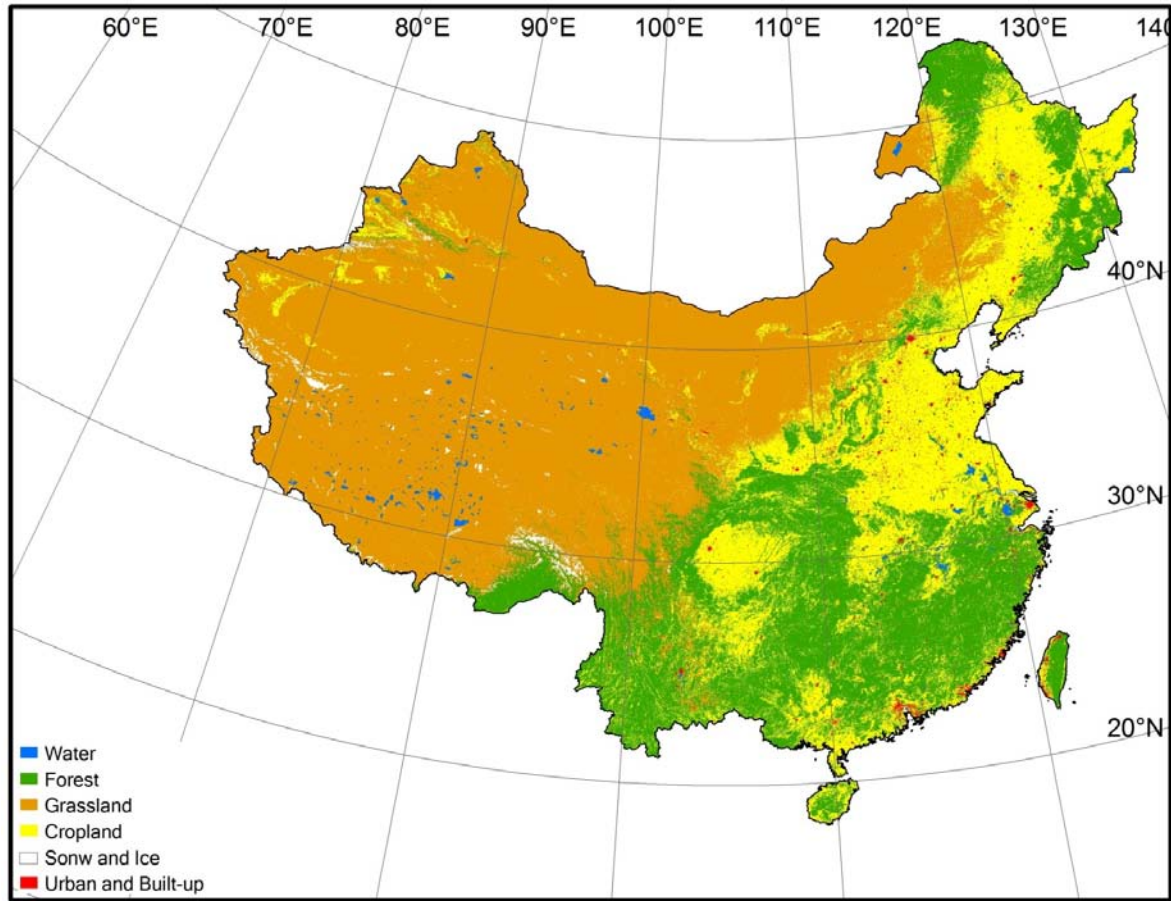 60°E 70°E 80°E 90°E 100°E 110°E 120°E 130°E 140
40°N
30°N
20°N
Water
Forest
Grassland
Cropland
Sonw and Ice
Urban and Built-up